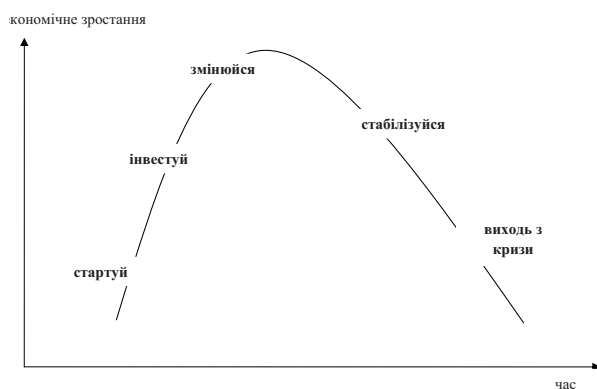 кономічне зростання
змінюйся
стабілізуйся
інвестуй
виходь з
кризи
стартуй
час